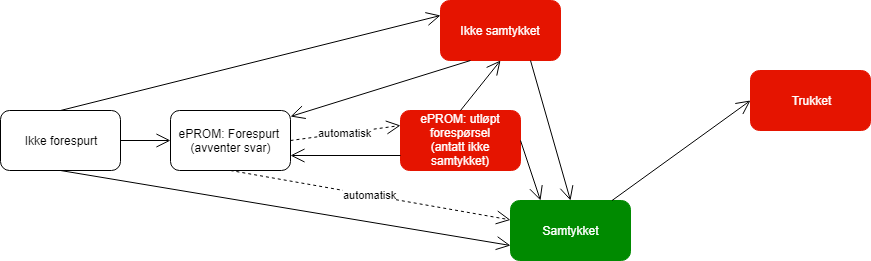 Ikke samtykket
Ikke forespurt
ePROM: Forespurt
(avventer svar)
automatisk
ePROM: utløpt
forespørsel
(antatt ikke
samtykket)
Trukket
automatisk
Samtykket